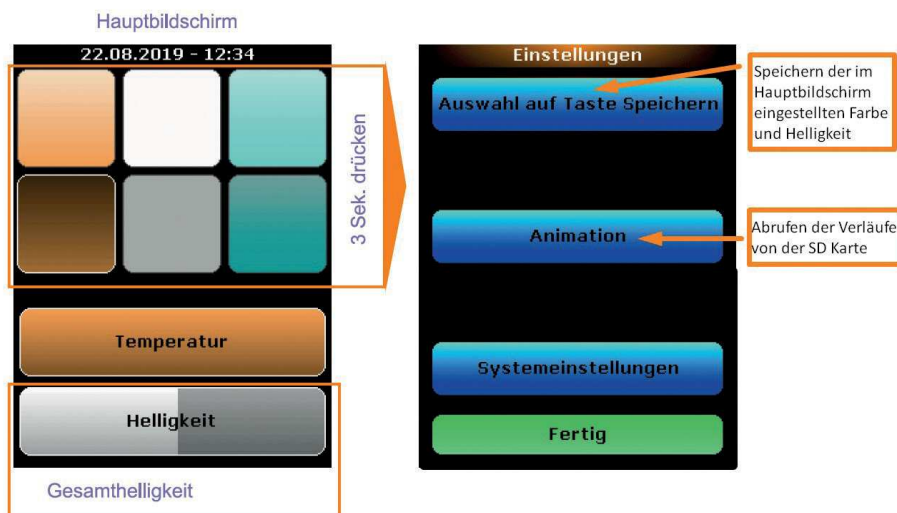 Hauptbildschirm
22.08.2019 - 12:34
3 Sek. drücken
Temperatur
Helligkeit
Gesamthelligkeit
Einstellungen
Auswahl auf Taste Speichern
Animation
Systemeinstellungen
Fertig
Speichern der im
Hauptbildschirm
eingestellten Farbe
und Helligkeit
Abrufen der Verläufe
von der SD Karte